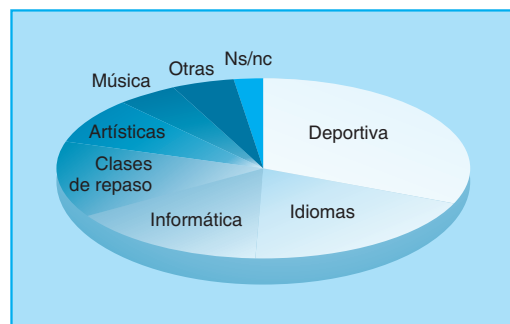 Ns/nc
Otras
Música
Deportiva
Artísticas
Clases
de repaso
Informática
Idiomas